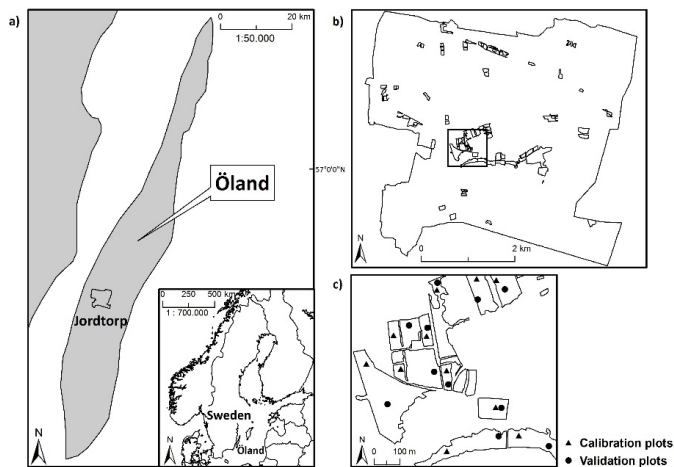 a)
0 20 km
1:50.000
57°0'0"N
Öland
Jordtorp
N
0 250 500 km
1 : 700.000
Sweden
Öland
N
b)
N
0 2 km
c)
N
0 100 m
Calibration plots
Validation plots